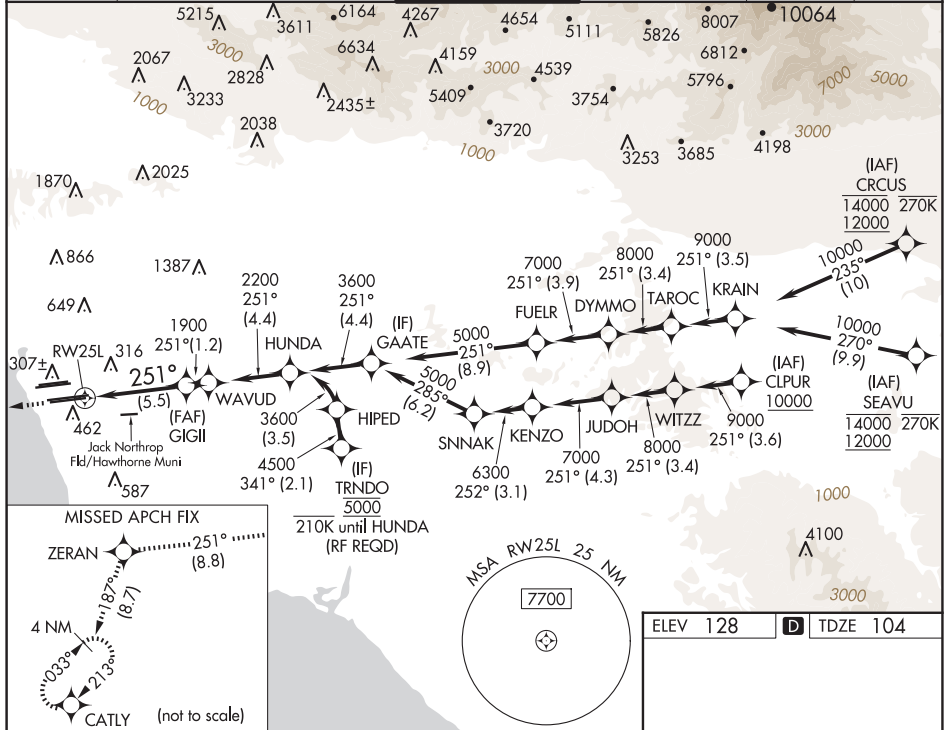 5215
3611
6164
4267
4654
5111
5826
8007
10064
3000
2067
2828
6634
4159
3000
4539
6812
7000
5000
1000
3233
2435±
5409
3754
5796
3720
2038
1000
3253
3685
4198
3000
1870
2025
(IAF)
CRCUS
14000 270K
12000
866
1387
649
307±
316
462
587
RW25L
251°
(5.5)
Jack Northrop
Fld/Hawthorne Muni
1900
251°(1.2)
(FAF)
GIGII
WAVUD
2200
251°
(4.4)
HUNDA
3600
251°
(4.4)
(IF)
GAATE
5000
251°
(8.9)
FUELR
7000
251° (3.9)
DYMMO
8000
251° (3.4)
TAROC
9000
251° (3.5)
KRAIN
10000
235°
(10)
10000
270°
(9.9)
(IAF)
SEAVU
14000 270K
12000
(IAF)
CLPUR
10000
9000
251° (3.6)
WITZZ
8000
251° (3.4)
JUDOH
7000
251° (4.3)
KENZO
6300
252° (3.1)
SNNAK
5000
285°
(6.2)
HIPED
3600
(3.5)
4500
341° (2.1)
(IF)
TRNDO
5000
210K until HUNDA
(RF REQD)
1000
4100
3000
MISSED APCH FIX
ZERAN
251°
(8.8)
187°
(8.7)
4 NM
033°
213°
CATLY
(not to scale)
MSA RW25L 25 NM
7700
ELEV 128 D TDZE 104